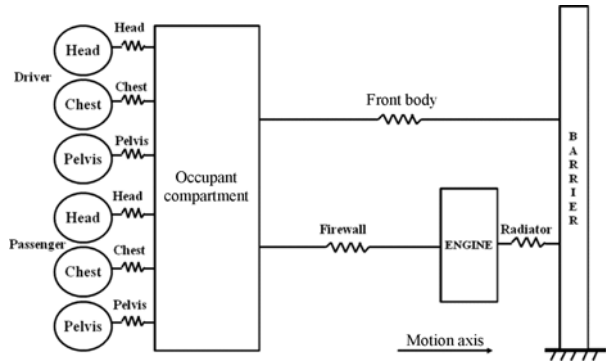 Head
Head
Driver
Chest
Chest
Pelvis
Pelvis
Head
Head
Passenger
Chest
Chest
Pelvis
Pelvis
Occupant
compartment
Front body
Firewall
ENGINE
Radiator
BARRIER
Motion axis